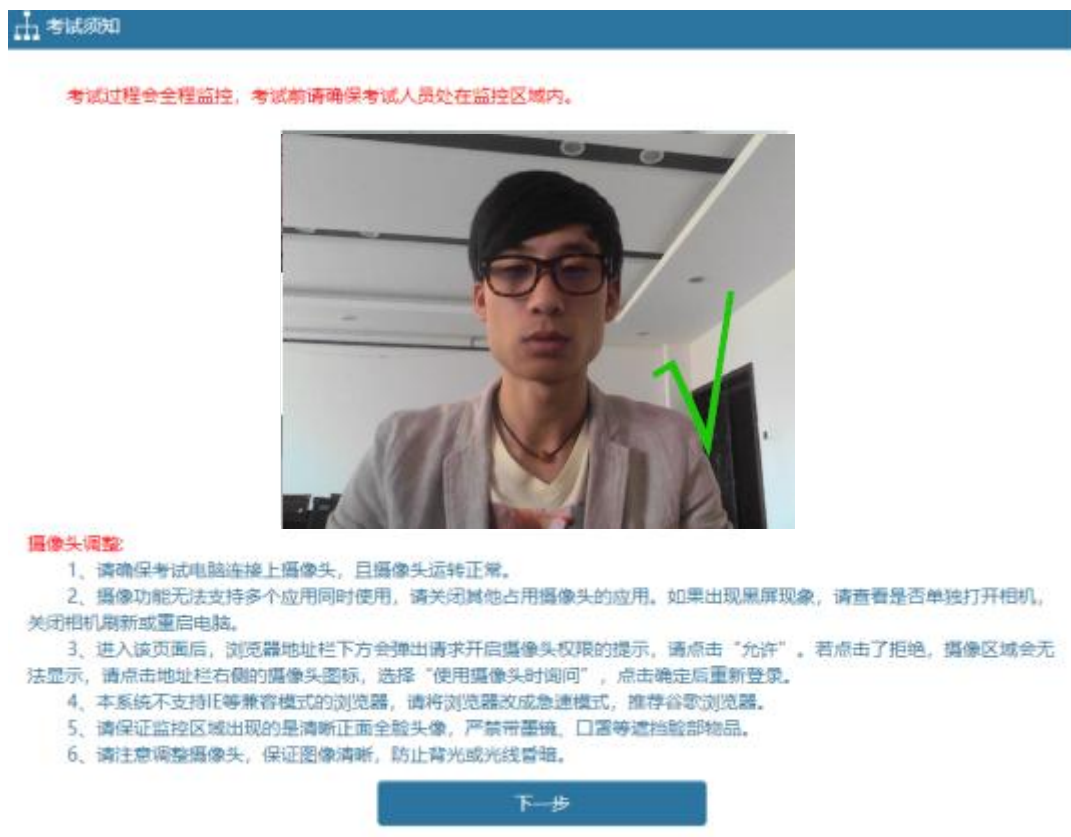 考试须知
考试过程会全程监控，考试前请确保考试人员处在监控区域内。
摄像头调整:
1、请确保考试电脑连接上摄像头，且摄像头运转正常。
2、摄像功能无法支持多个应用同时使用，请关闭其他占用摄像头的应用。如果出现黑屏现象，请查看是否单独打开相机，
关闭相机刷新或重启电脑。
3、进入该页面后，浏览器地址栏下方会弹出请求开启摄像头权限的提示，请点击“允许”。若点击了拒绝，摄像区域会无
法显示，请点击地址栏右侧的摄像头图标，选择“使用摄像头时询问”，点击确定后重新登录。
4、本系统不支持IE等兼容模式的浏览器，请将浏览器改成急速模式，推荐谷歌浏览器。
5、请保证监控区域出现的是清晰正面全脸头像，严禁带墨镜、口罩等遮挡脸部物品。
6、请注意调整摄像头，保证图像清晰，防止背光或光线昏暗。
下一步